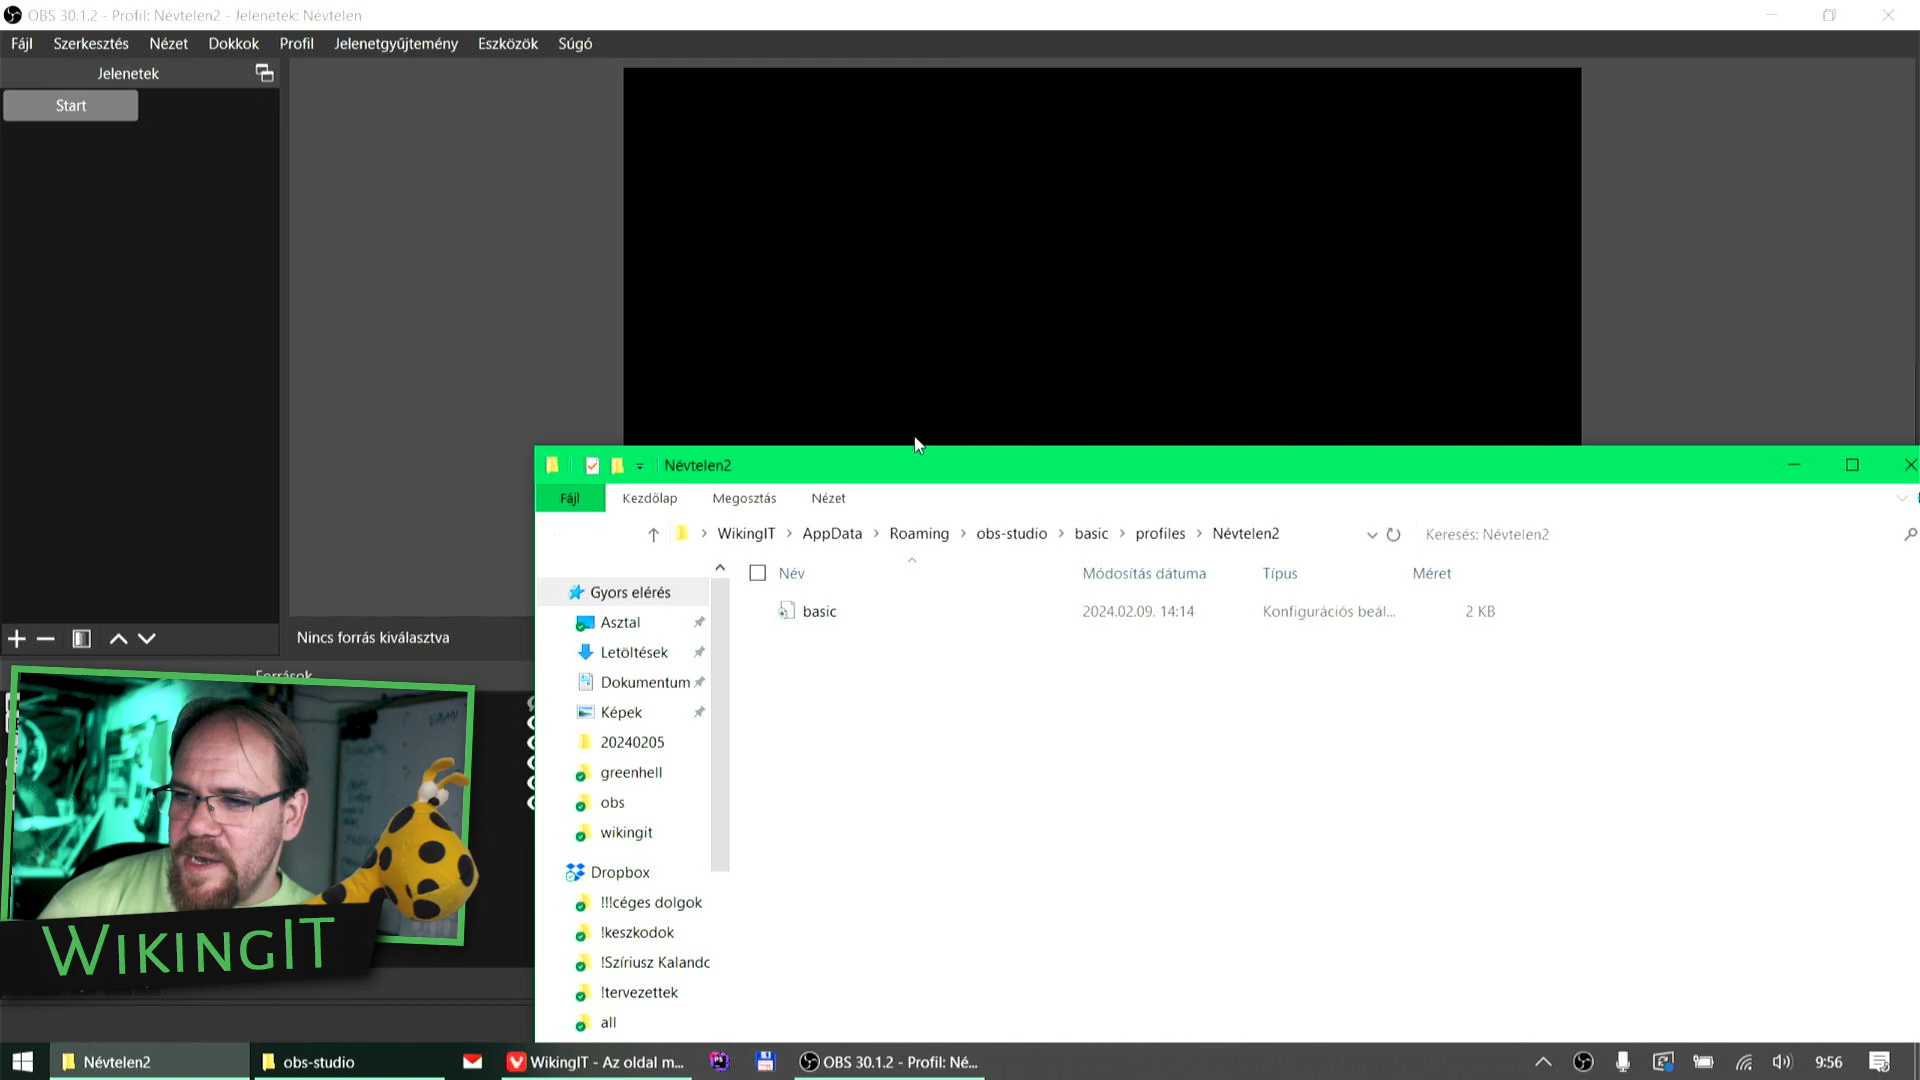 OBS 30.1.2 - Profil: Névtelen2 - Jelenetek: Névtelen
Fájl Szerkesztés Nézet Dokkok Profil Jelenetgyűjtemény Eszközök Súgó
Jelenetek
Start
Nincs forrás kiválasztva
Források
WIKINGIT
Névtelen2
Fájl Kezdőlap Megosztás Nézet
WikingIT > AppData > Roaming > obs-studio > basic > profiles > Névtelen2
Keresés: Névtelen2
Név Módosítás dátuma Típus Méret
basic 2024.02.09. 14:14 Konfigurációs beál... 2 KB
Gyors elérés
Asztal
Letöltések
Dokumentum
Képek
20240205
greenhell
obs
wikingit
Dropbox
!!!céges dolgok
!keszkodok
!Szíriusz Kalandc
!tervezettek
all
Névtelen2 obs-studio WikingIT - Az oldal m... OBS 30.1.2 - Profil: Né... 9:56